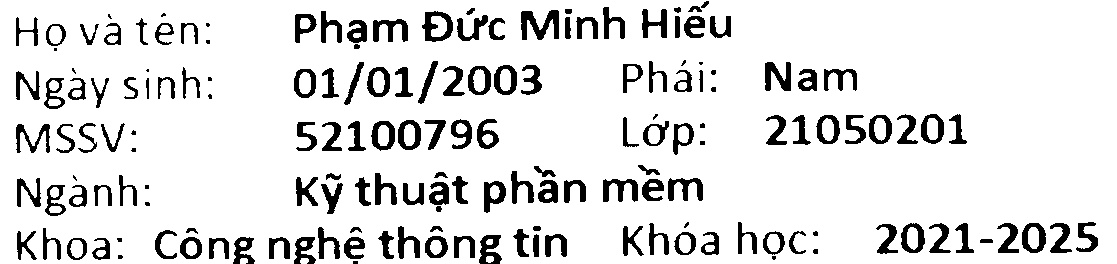 Họ và tên: Phạm Đức Minh Hiếu
Ngày sinh: 01/01/2003 Phái: Nam
MSSV: 52100796 Lớp: 21050201
Ngành: Kỹ thuật phần mềm
Khoa: Công nghệ thông tin Khóa học: 2021-2025